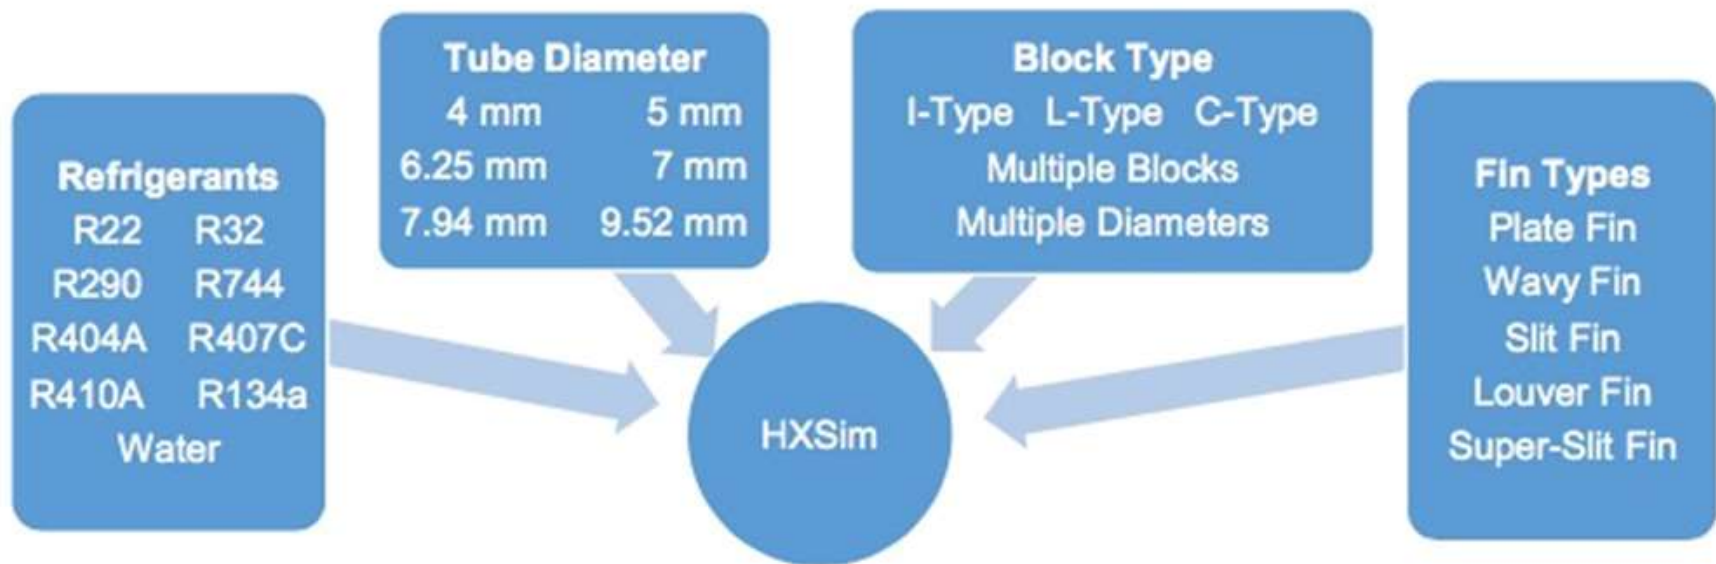 Refrigerants
R22 R32
R290 R744
R404A R407C
R410A R134a
Water
Tube Diameter
4 mm 5 mm
6.25 mm 7 mm
7.94 mm 9.52 mm
Block Type
I-Type L-Type C-Type
Multiple Blocks
Multiple Diameters
Fin Types
Plate Fin
Wavy Fin
Slit Fin
Louver Fin
Super-Slit Fin
HXSim